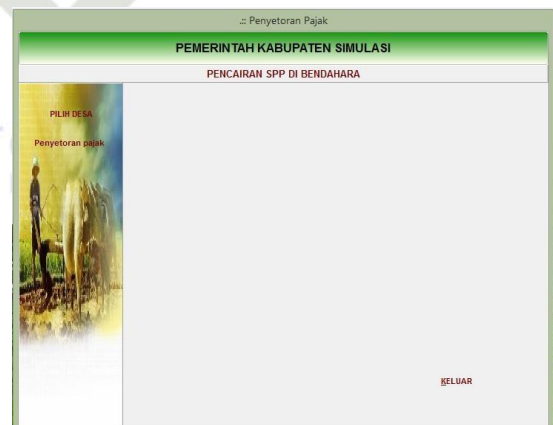 .:: Penyetoran Pajak
PEMERINTAH KABUPATEN SIMULASI
PENCAIRAN SPP DI BENDAHARA
PILIH DESA
Penyetoran pajak
KELUAR